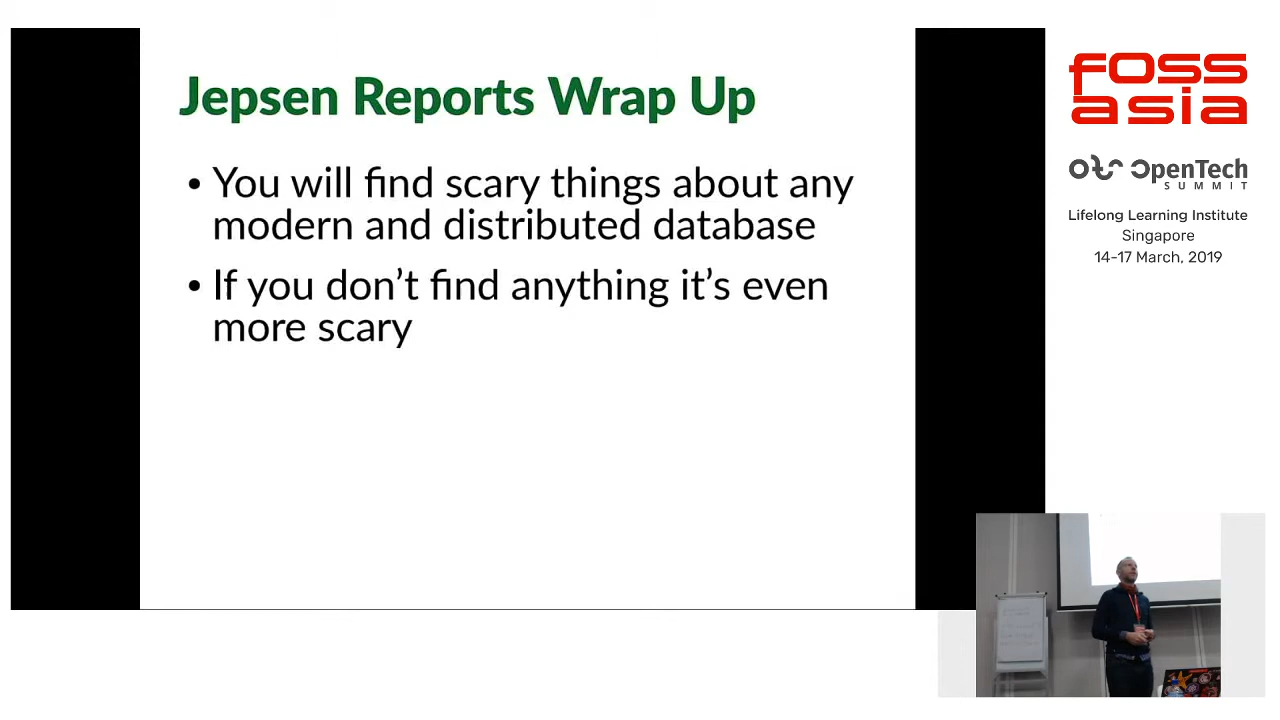 Jepsen Reports Wrap Up
• You will find scary things about any
modern and distributed database
• If you don't find anything it's even
more scary
foss
asia
OpenTech
SUMMIT
Lifelong Learning Institute
Singapore
14-17 March, 2019